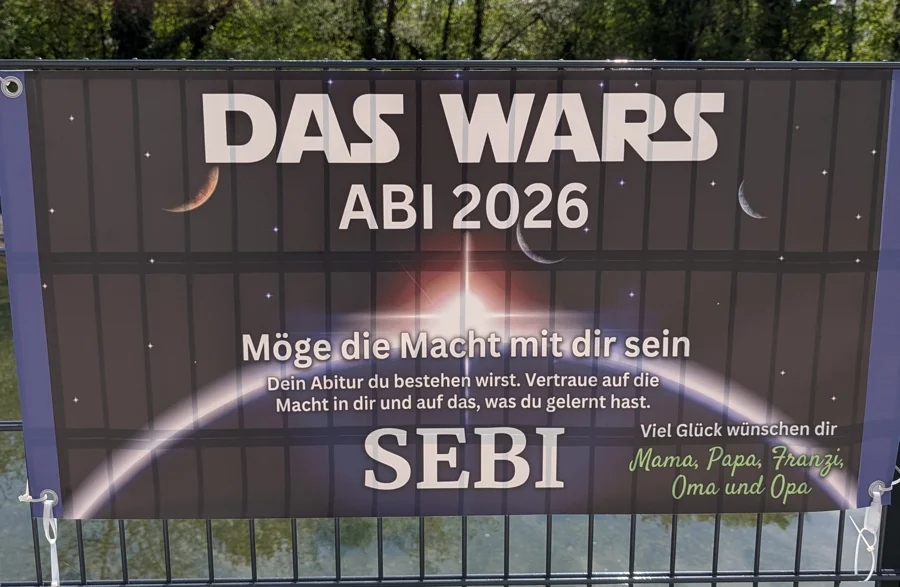 DAS WARS
ABI 2026
Möge die Macht mit dir sein
Dein Abitur du bestehen wirst. Vertraue auf die
Macht in dir und auf das, was du gelernt hast.
SEBI
Viel Glück wünschen dir
Mama, Papa, Franzi,
Oma und Opa